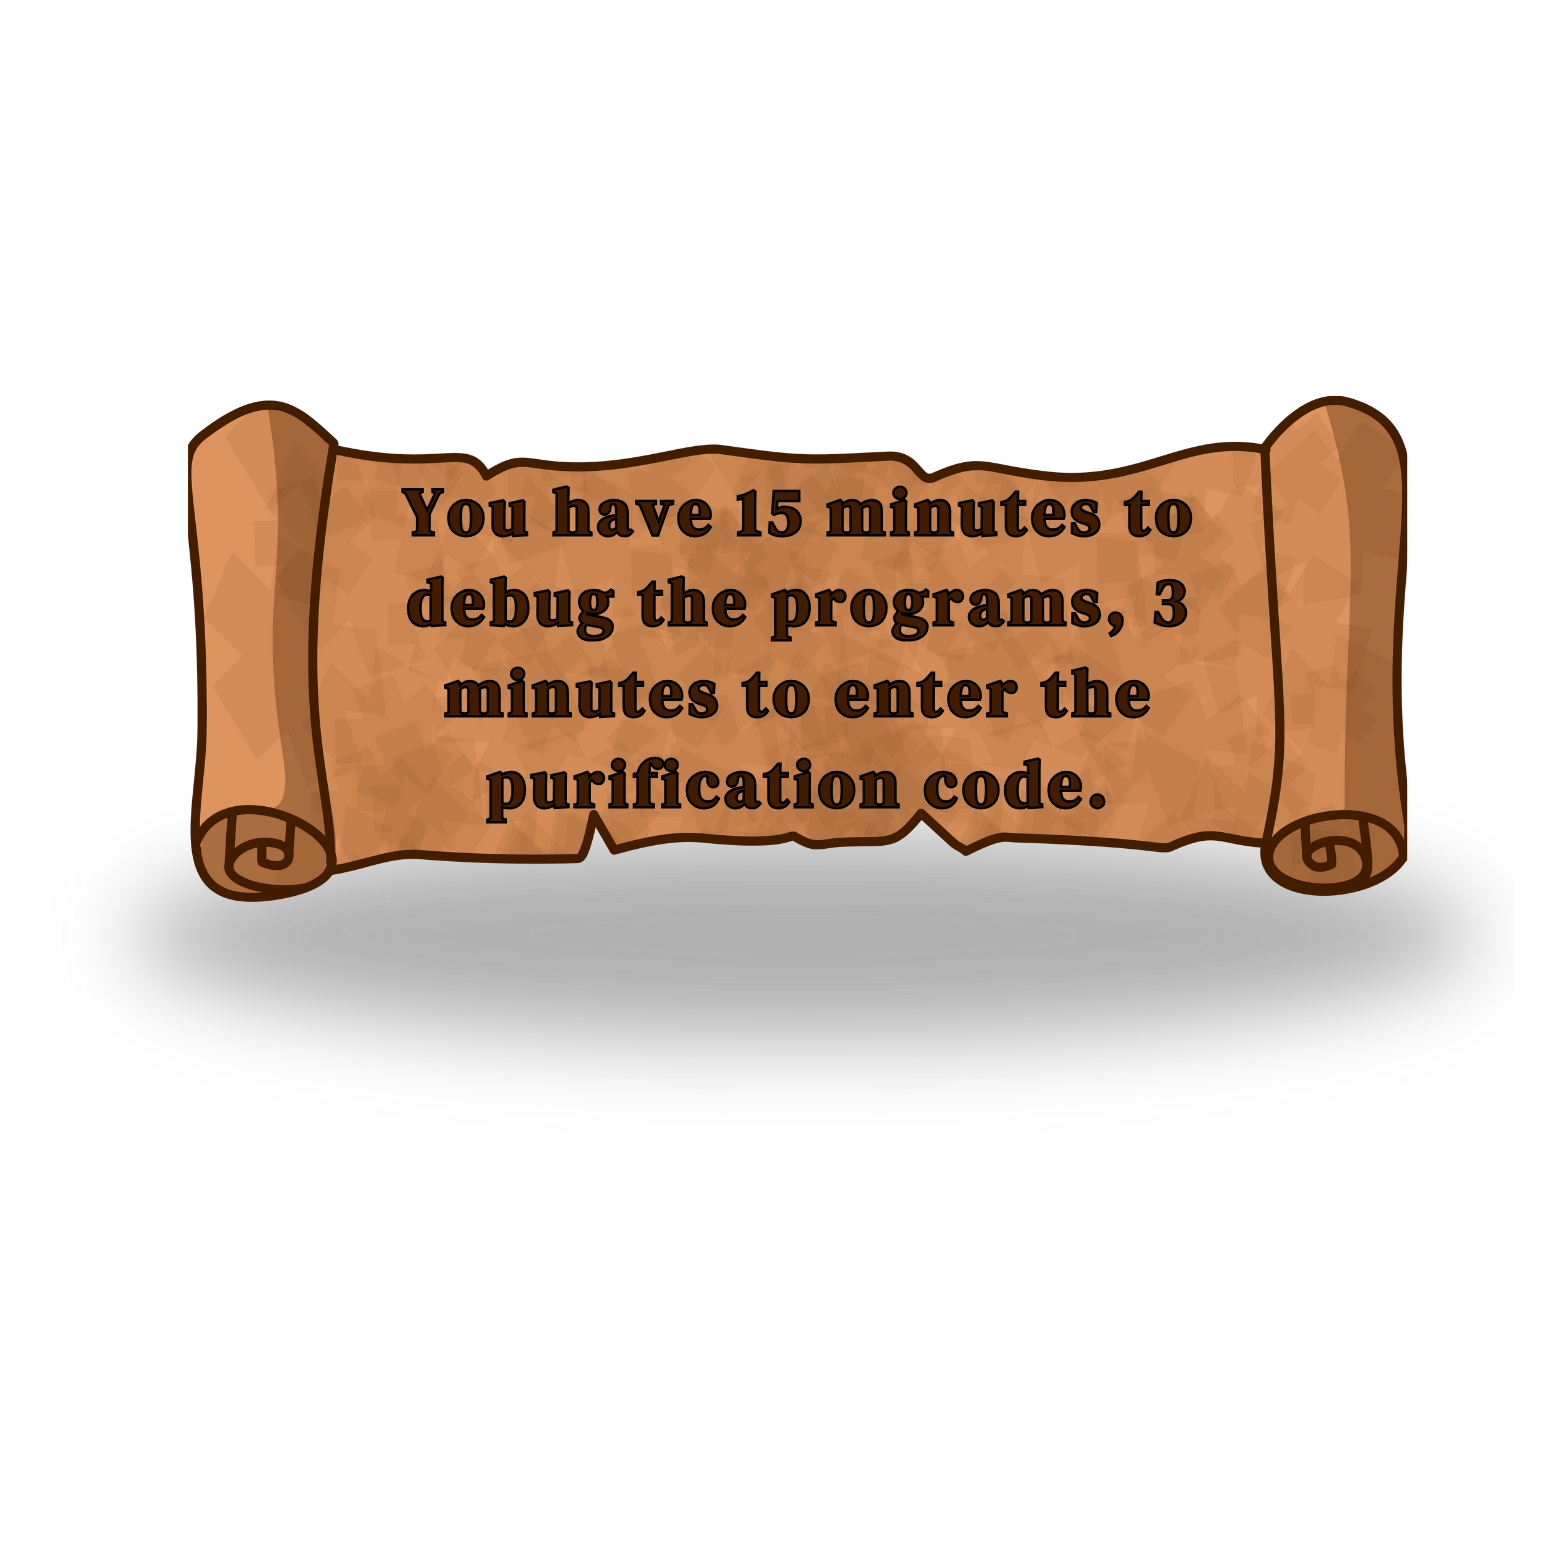 You have 15 minutes to
debug the programs, 3
minutes to enter the
purification code.